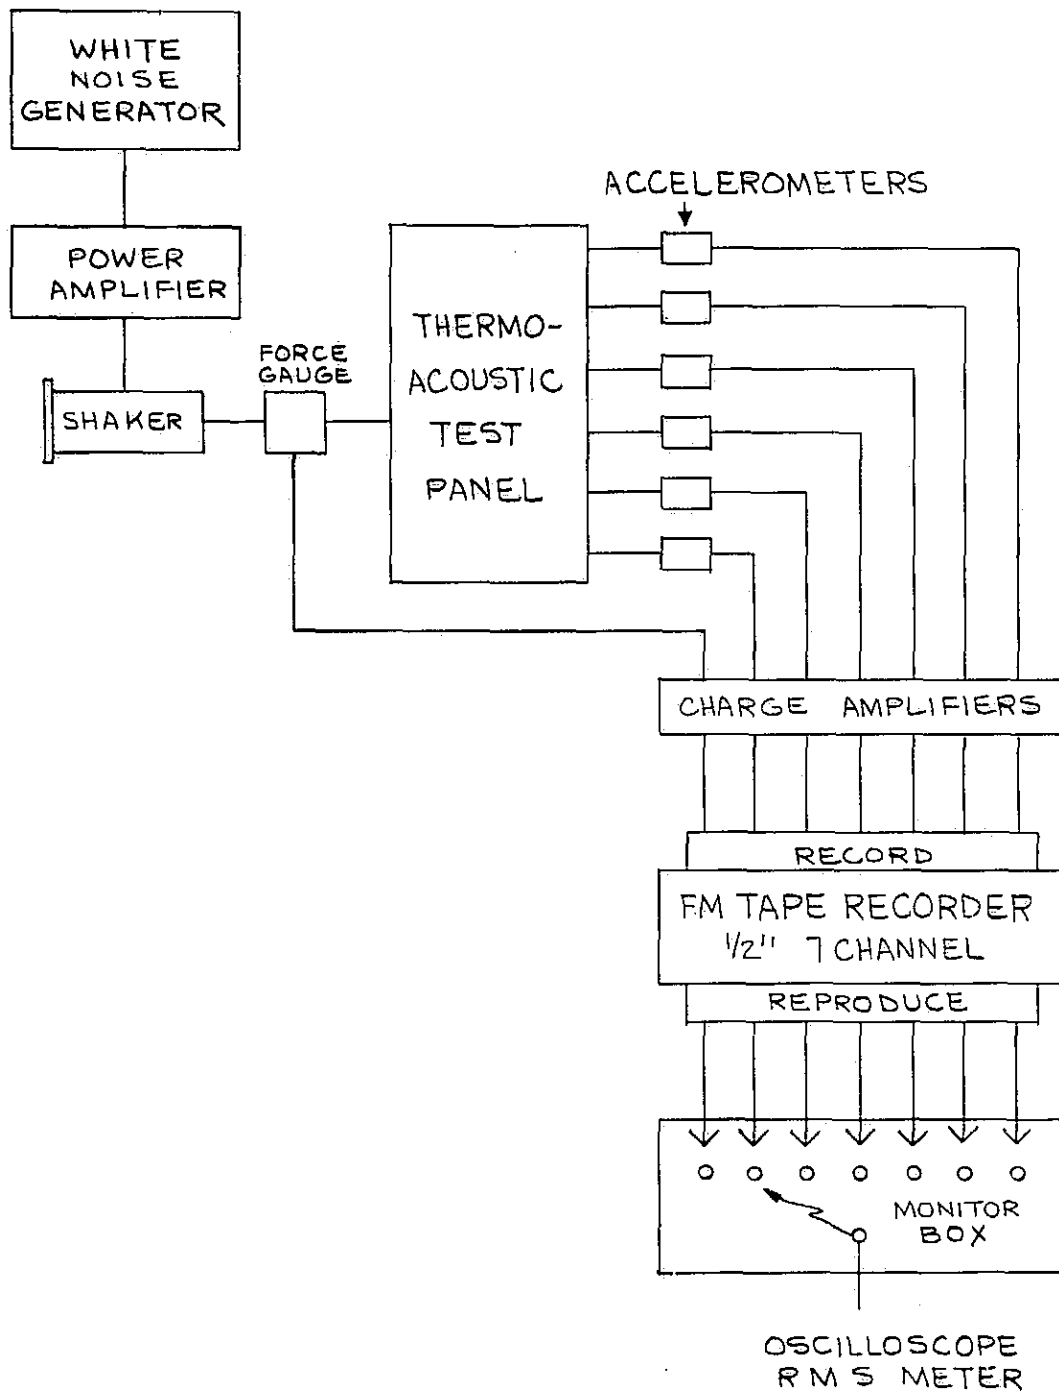 WHITE
NOISE
GENERATOR
POWER
AMPLIFIER
SHAKER
FORCE
GAUGE
THERMO-
ACOUSTIC
TEST
PANEL
ACCELEROMETERS
CHARGE AMPLIFIERS
RECORD
FM TAPE RECORDER
1/2" 7 CHANNEL
REPRODUCE
MONITOR
BOX
OSCILLOSCOPE
RMS METER